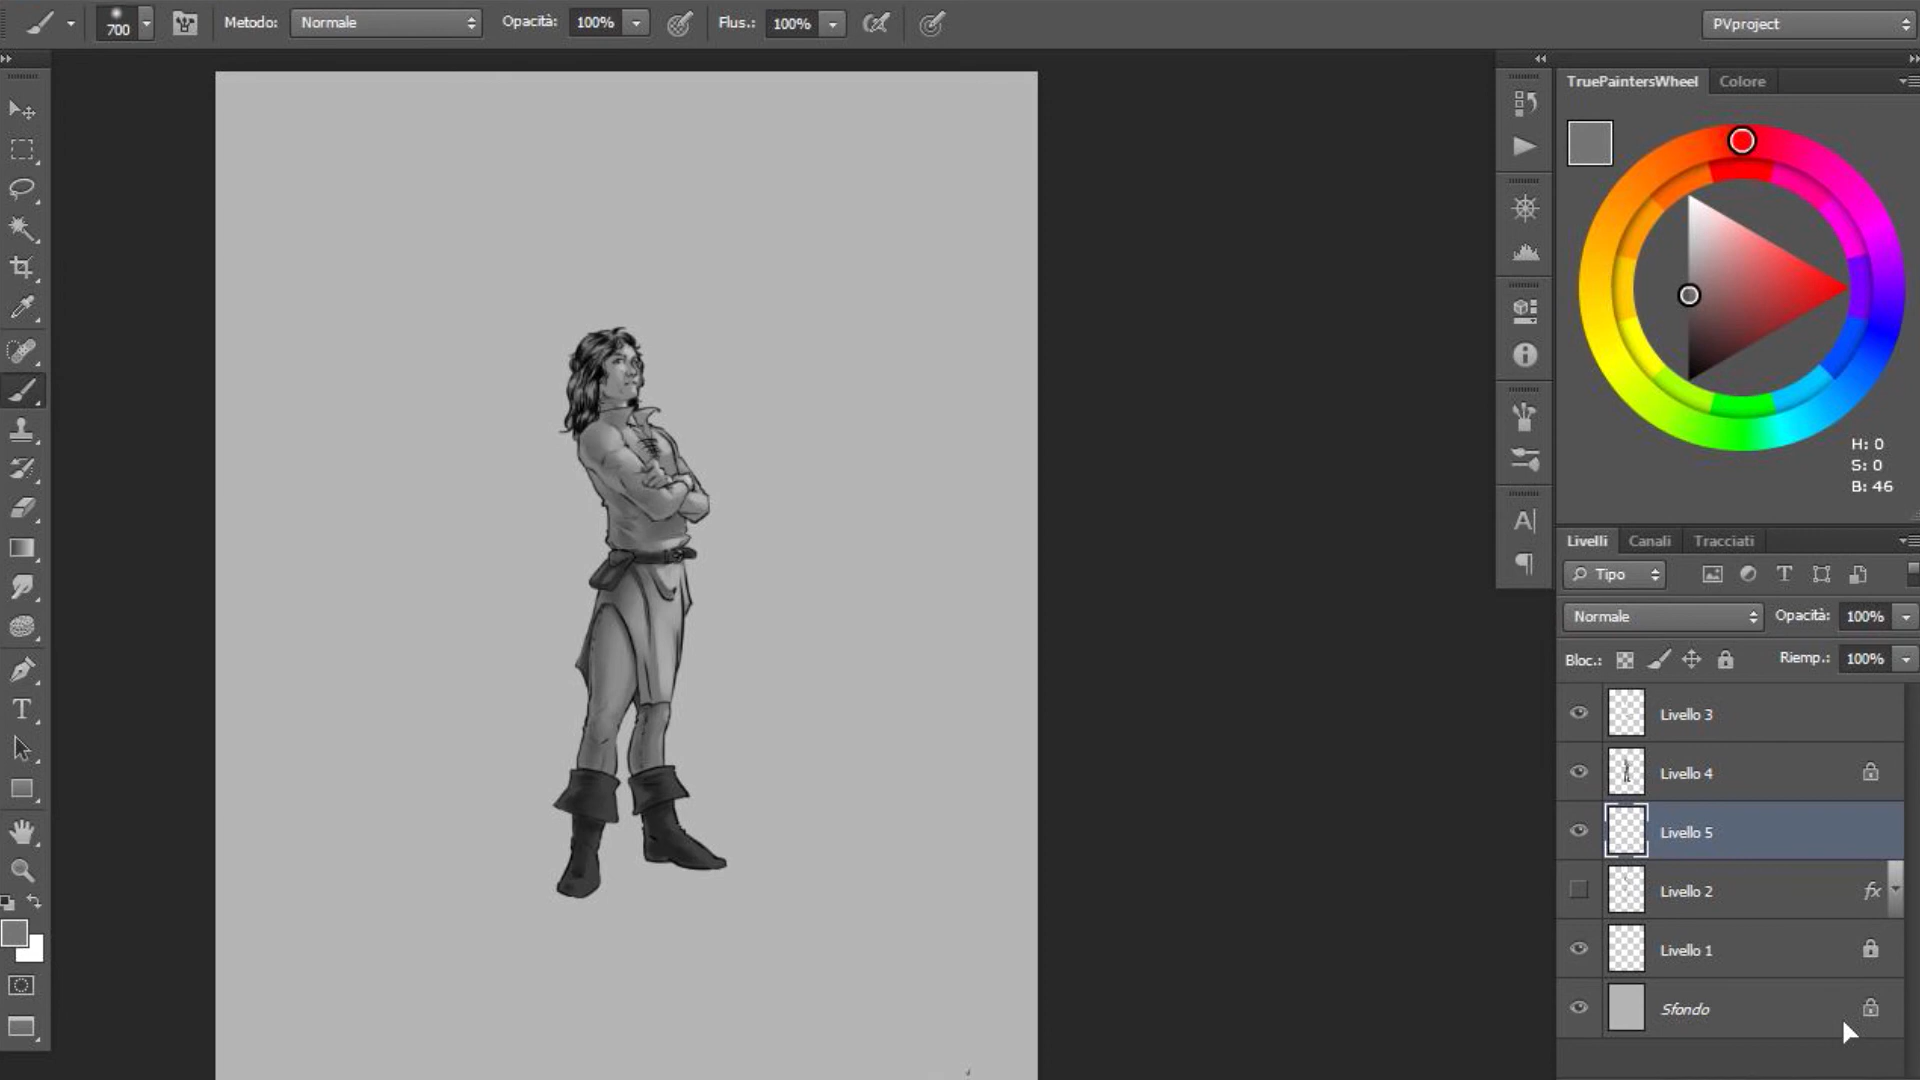 700 Metodo: Normale Opacità: 100% Flus.: 100% PVproject
TruePaintersWheel Colore
H: 0
S: 0
B: 46
Livelli Canali Tracciati
Tipo
Normale Opacità: 100%
Bloc.: Riemp.: 100%
Livello 3
Livello 4
Livello 5
Livello 2 fx
Livello 1
Sfondo